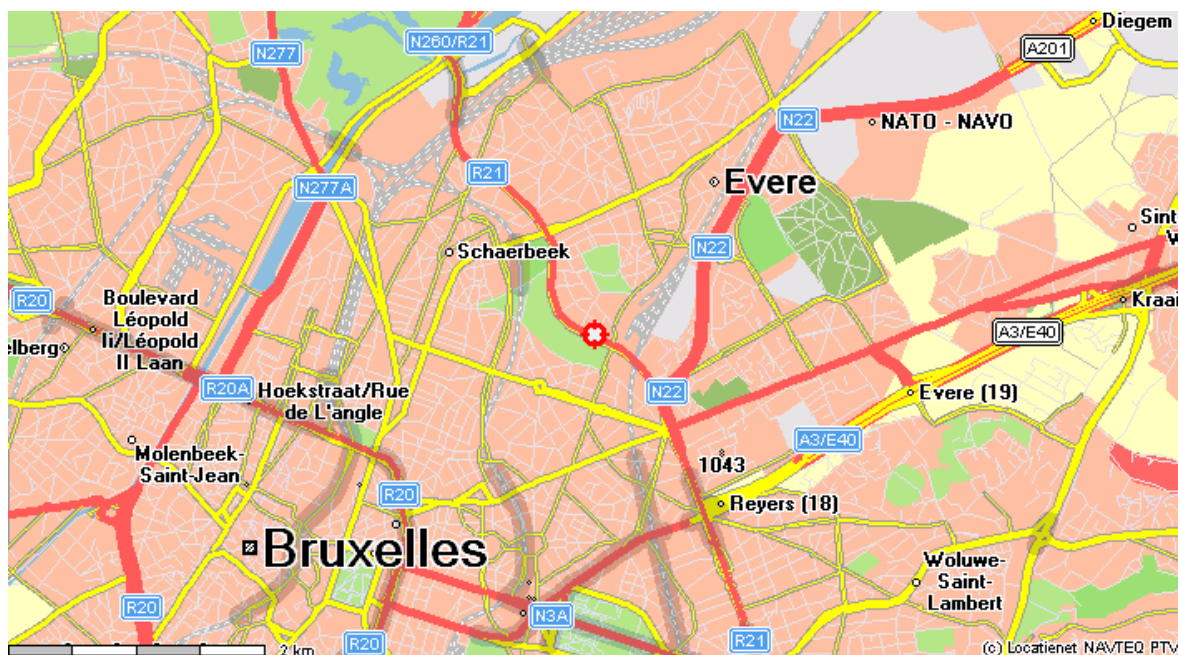 Diegem
N260/R21
N277
A201
N22
NATO - NAVO
R21
Evere
N277A
Sint
W
N22
Schaerbeek
R20
Boulevard
Léopold
Ii/Léopold
II Laan
Kraai
A3/E40
elberg
R20A
Hoekstraat/Rue
de L'angle
N22
Evere (19)
A3/E40
Molenbeek-
Saint-Jean
1043
R20
Reyers (18)
Bruxelles
Woluwe-
Saint-
Lambert
R20
N3A
R20
R21
2 km
(c) Locatienet NAVTEQ PTV